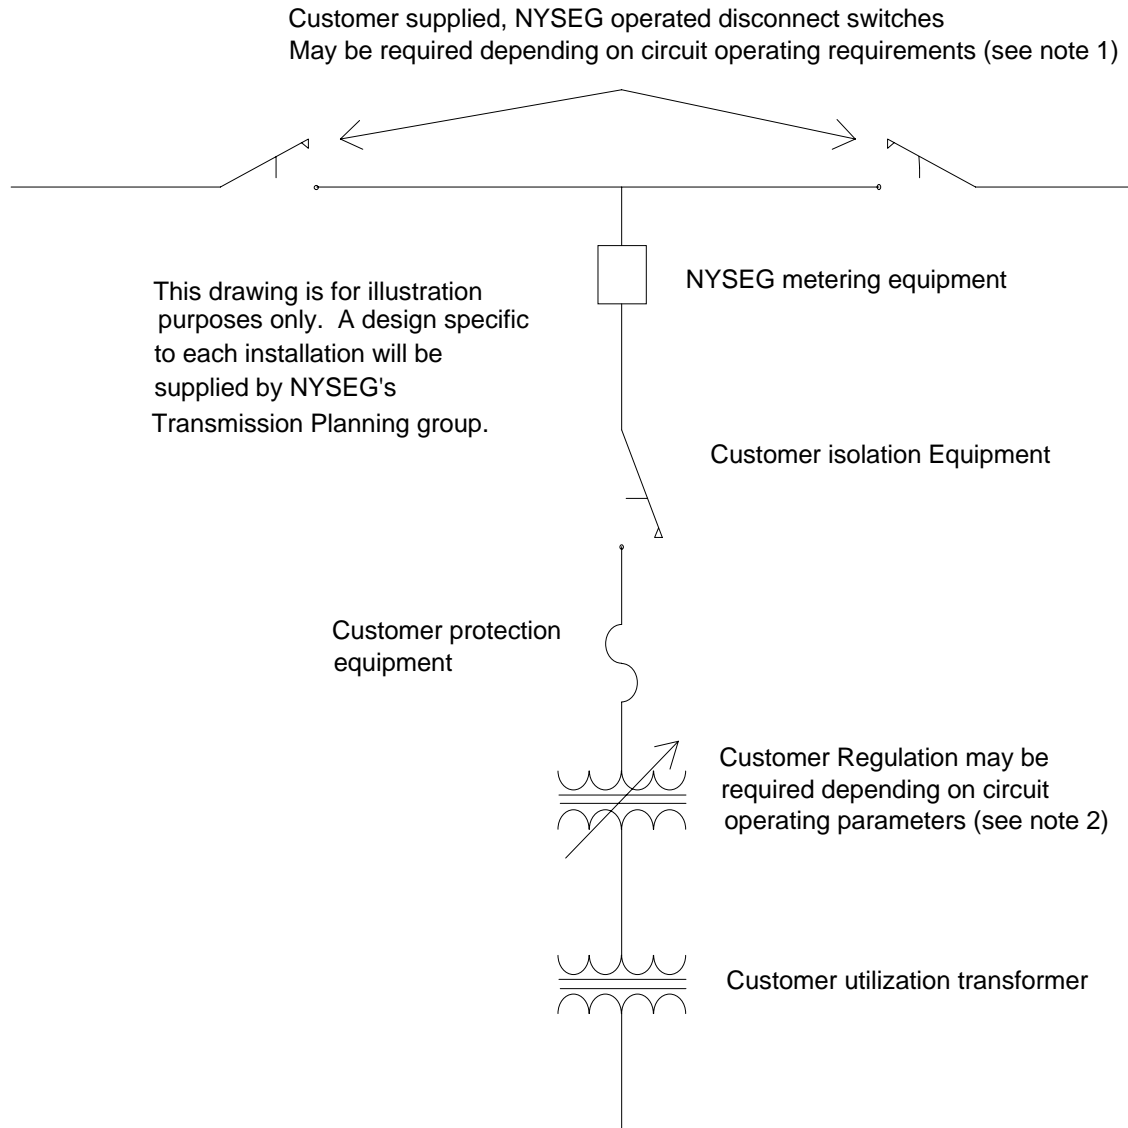 Customer supplied, NYSEG operated disconnect switches
May be required depending on circuit operating requirements (see note 1)
NYSEG metering equipment
This drawing is for illustration
purposes only.  A design specific
to each installation will be
supplied by NYSEG's
Transmission Planning group.
Customer isolation Equipment
Customer protection
equipment
Customer Regulation may be
required depending on circuit
operating parameters (see note 2)
Customer utilization transformer